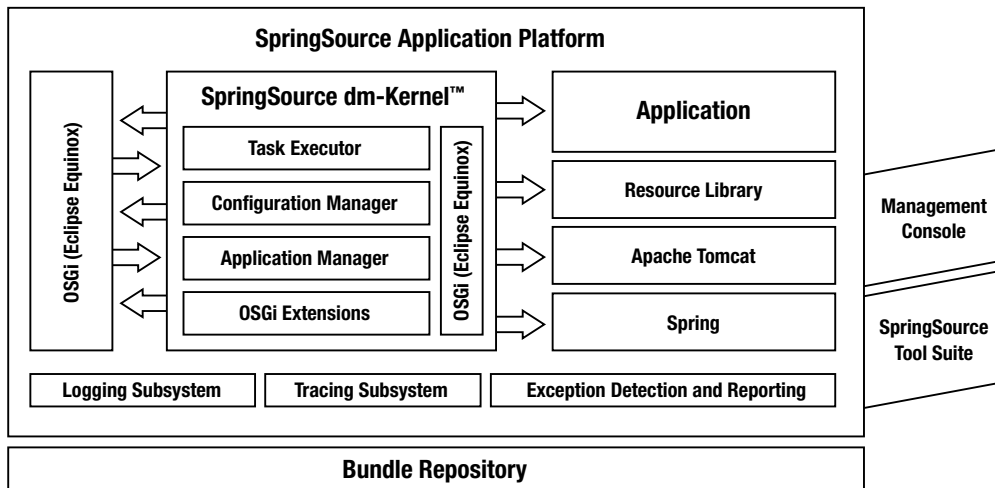 SpringSource Application Platform
OSGi (Eclipse Equinox)
SpringSource dm-Kernel™
Task Executor
Configuration Manager
Application Manager
OSGi Extensions
OSGi (Eclipse Equinox)
Application
Resource Library
Apache Tomcat
Spring
Management
Console
SpringSource
Tool Suite
Logging Subsystem
Tracing Subsystem
Exception Detection and Reporting
Bundle Repository